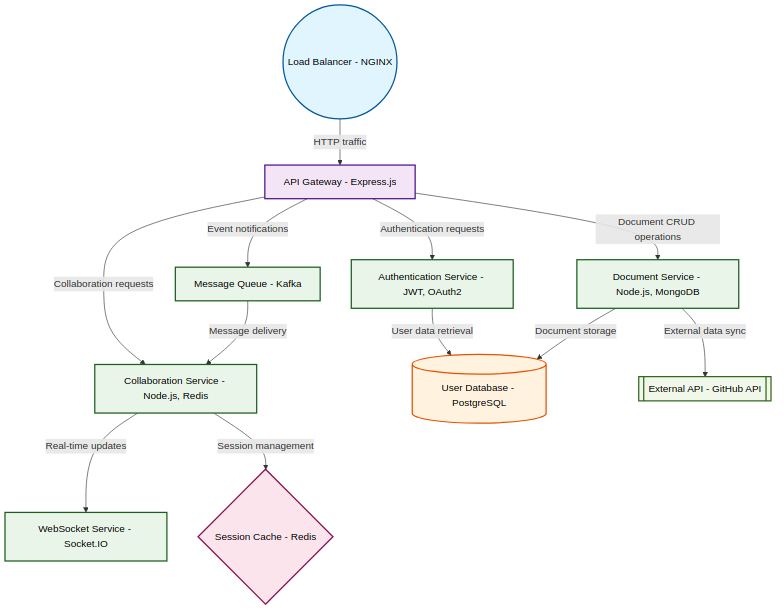 Load Balancer - NGINX
HTTP traffic
API Gateway - Express.js
Document CRUD
operations
Event notifications
Authentication requests
Collaboration requests
Message Queue - Kafka
Authentication Service -
JWT, OAuth2
Document Service -
Node.js, MongoDB
Message delivery
User data retrieval
Document storage
External data sync
Collaboration Service -
Node.js, Redis
User Database -
PostgreSQL
External API - GitHub API
Real-time updates
Session management
WebSocket Service -
Socket.IO
Session Cache - Redis